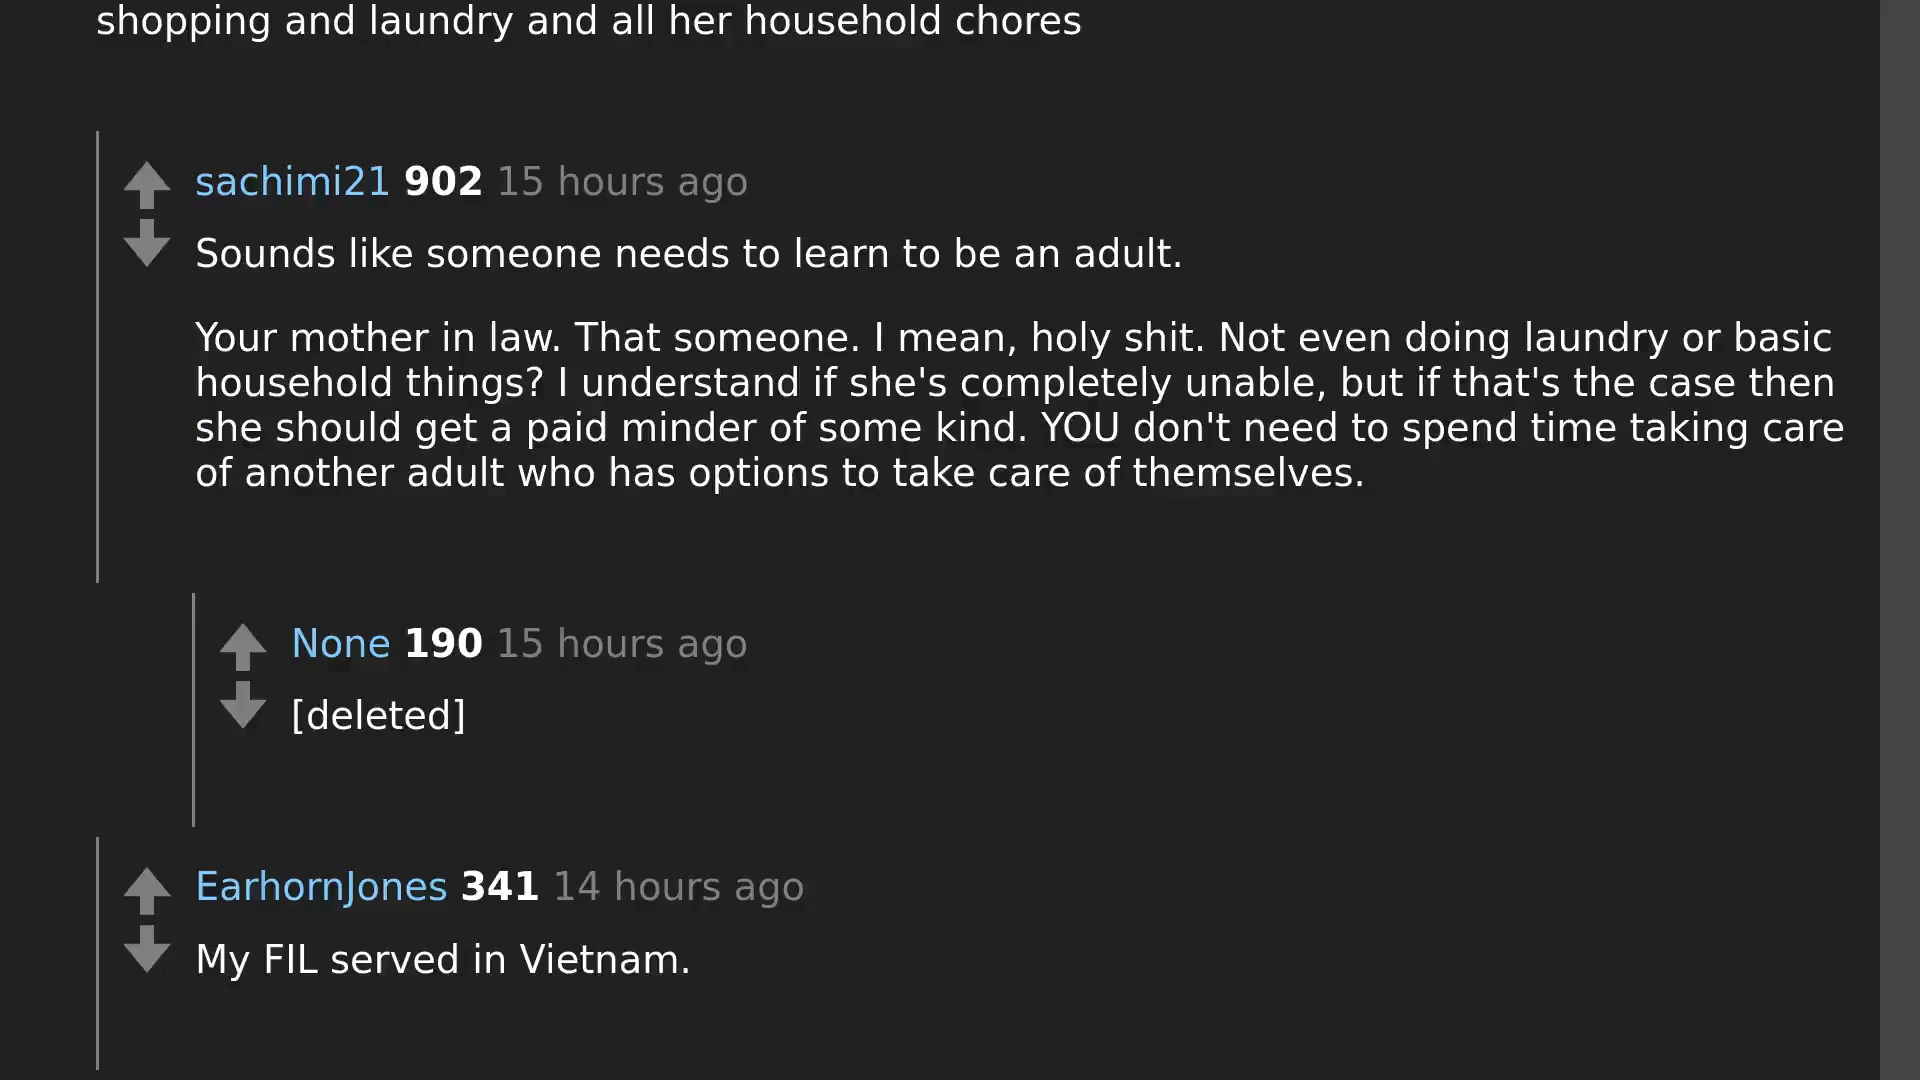 shopping and laundry and all her household chores
sachimi21 902 15 hours ago
Sounds like someone needs to learn to be an adult.
Your mother in law. That someone. I mean, holy shit. Not even doing laundry or basic
household things? I understand if she's completely unable, but if that's the case then
she should get a paid minder of some kind. YOU don't need to spend time taking care
of another adult who has options to take care of themselves.
None 190 15 hours ago
[deleted]
EarhornJones 341 14 hours ago
My FIL served in Vietnam.